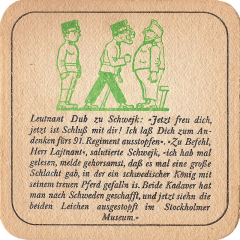 Leutnant Dub zu Schwejk: »Jetzt freu dich,
jetzt ist Schluß mit dir! Ich laß Dich zum An-
denken fürs 91. Regiment ausstopfen«. »Zu Befehl,
Herr Lajtnant«, salutierte Schwejk, »ich hab mal
gelesen, melde gehorsamst, daß es mal eine große
Schlacht gab, in der ein schwedischer König mit
seinem treuen Pferd gefalln is. Beide Kadaver hat
man nach Schweden geschafft, und jetzt stehn die
beiden Leichen ausgestopft im Stockholmer
Museum.«